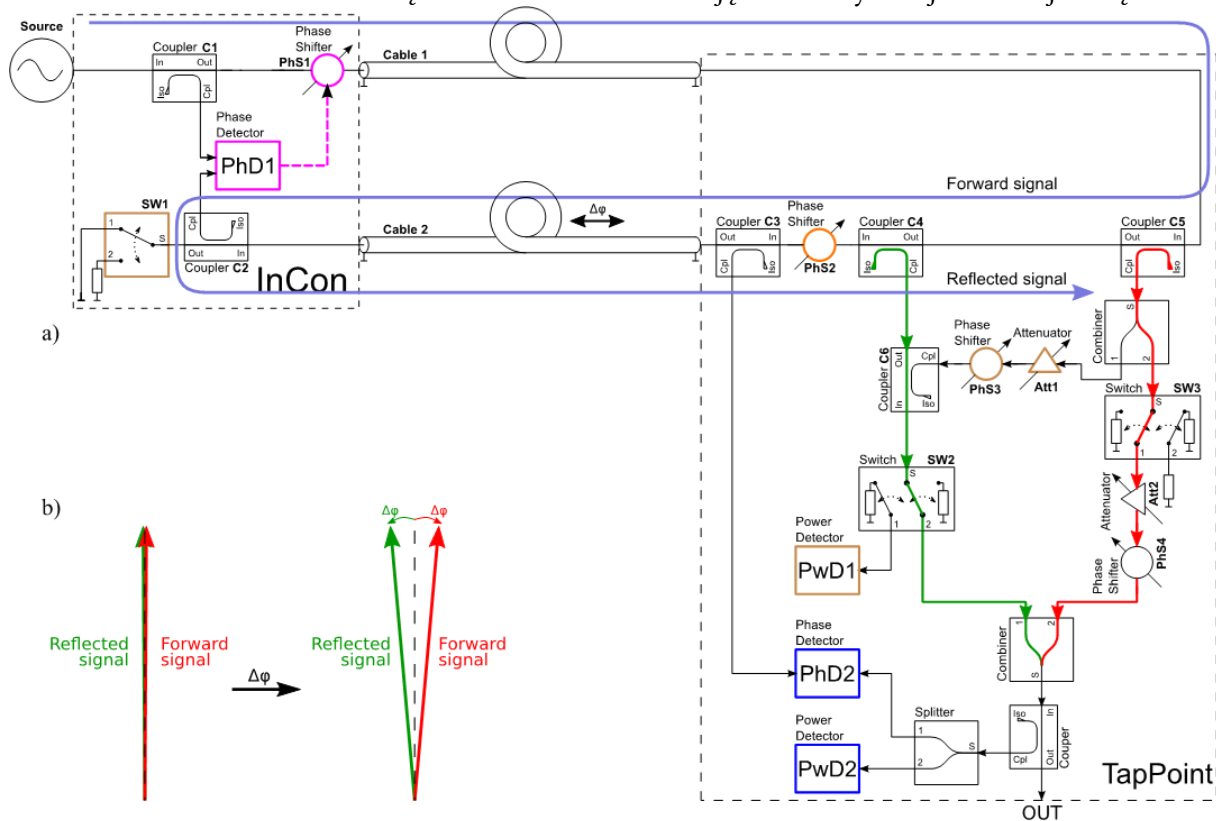 Source
Coupler C1
In
Out
Iso
Cpl
Phase
Shifter
PhS1
Cable 1
Phase
Detector
PhD1
Forward signal
SW1
1
2
S
Cpl
Iso
Out
In
Coupler C2
InCon
Cable 2
Δφ
Coupler C3
Out
In
Cpl
Iso
Phase
Shifter
PhS2
Coupler C4
In
Out
Iso
Cpl
Coupler C5
Out
In
Cpl
Iso
Reflected signal
a)
Combiner
S
1
2
Phase
Shifter
PhS3
Attenuator
Att1
Coupler C6
Out
Cpl
In
Iso
Switch
SW3
S
1
2
Switch
SW2
S
1
2
Attenuator
Att2
Phase
Shifter
PhS4
b)
Δφ
Δφ
Reflected
signal
Forward
signal
Δφ
Reflected
signal
Forward
signal
Power
Detector
PwD1
Phase
Detector
PhD2
Combiner
1
2
S
Power
Detector
PwD2
Splitter
1
2
S
Iso
In
Cpl
Out
Couper
TapPoint
OUT